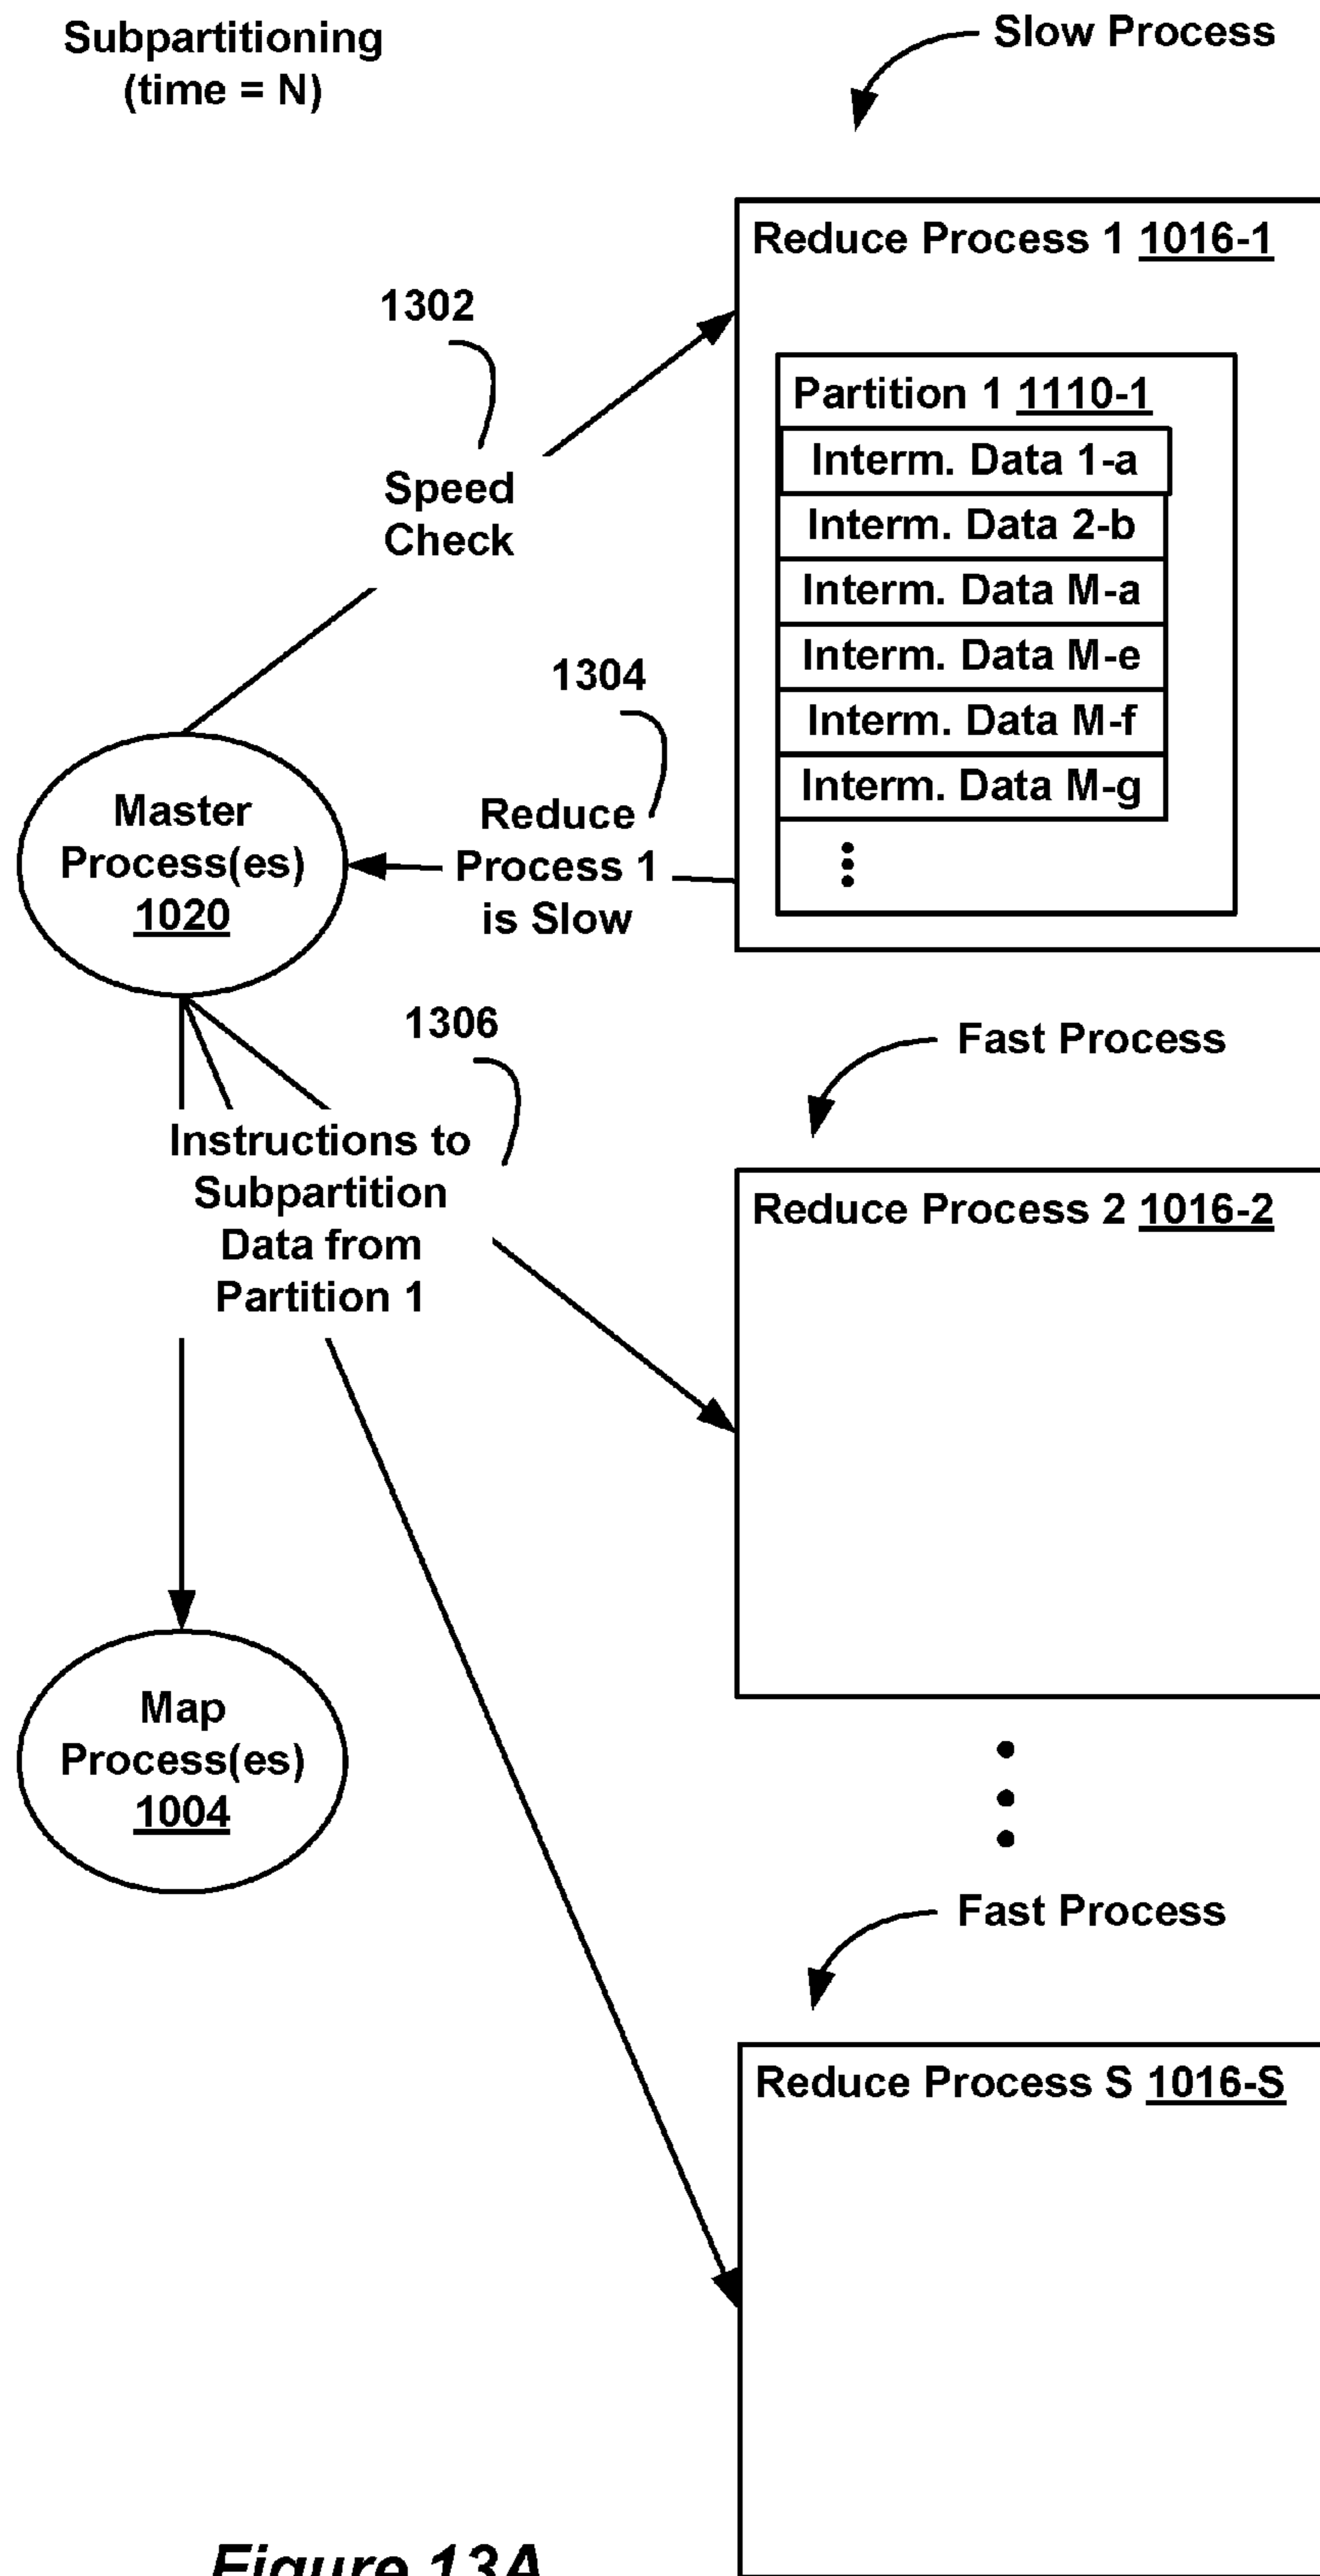 Subpartitioning
(time = N)
Slow Process
Reduce Process 1 1016-1
1302
Partition 1 1110-1
Interm. Data 1-a
Speed
Check
Interm. Data 2-b
Interm. Data M-a
Interm. Data M-e
Interm. Data M-f
Interm. Data M-g
1304
Master
Process(es)
1020
Reduce
Process 1
is Slow
1306
Fast Process
Instructions to
Subpartition
Data from
Partition 1
Reduce Process 2 1016-2
Map
Process(es)
1004
Fast Process
Reduce Process S 1016-S
Figure 13A